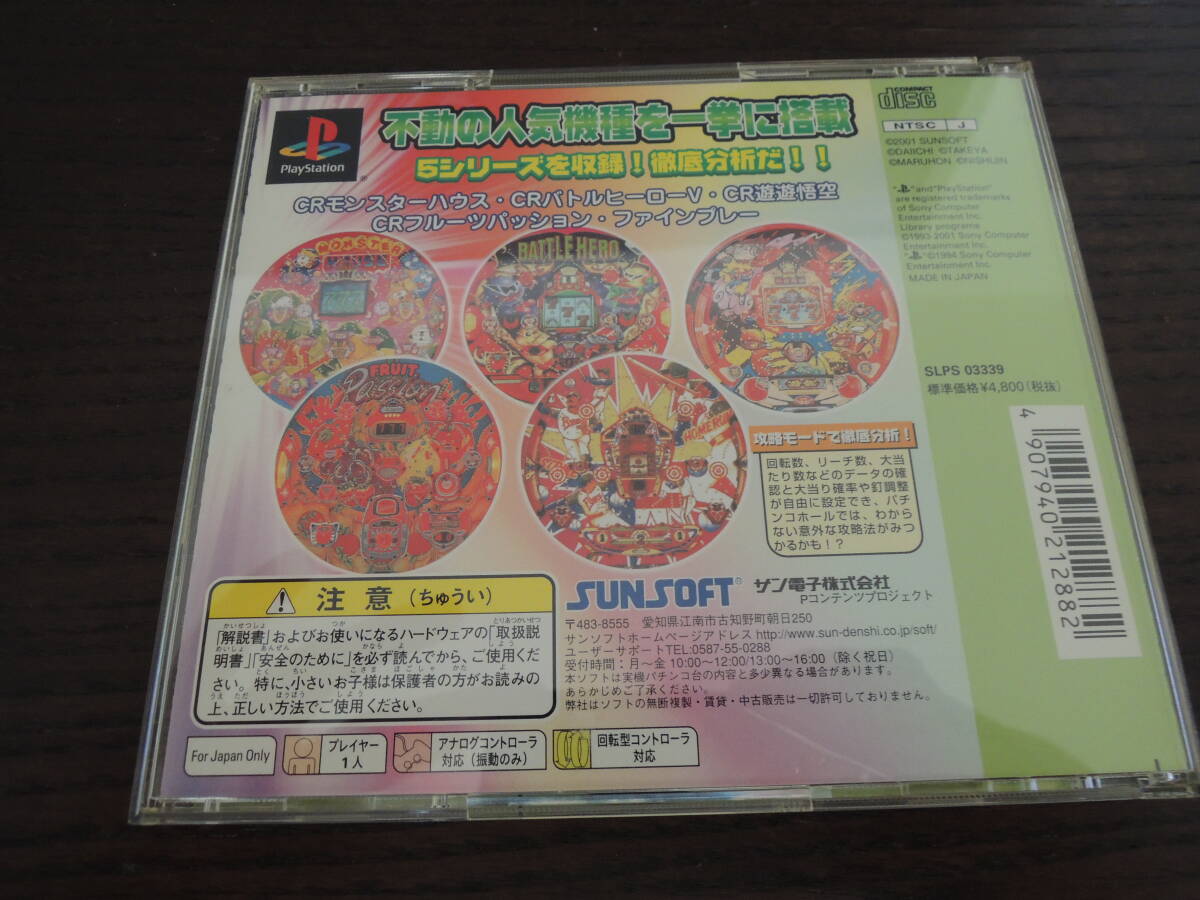 PlayStation
不動の人気機種を一挙に搭載
5シリーズを収録!徹底分析だ!!
CRモンスターハウス・CRバトルヒーローV・CR遊遊悟空
CRフルーツパッション・ファインプレー
MONSTER
BATTLE HERO
FRUIT
Passion
攻略モードで徹底分析!
回転数、リーチ数、大当
たり数などのデータの確
認と大当り確率や釘調整
が自由に設定でき、パチ
ンコホールでは、わから
ない意外な攻略法がみつ
かるかも!?
COMPACT
disc
NTSC J
©2001 SUNSOFT
©DAIICHI ©TAKEYA
©MARUHON ©NISHIJIN
" " and "PlayStation"
are registered trademarks
of Sony Computer
Entertainment Inc.
Library programs
©1993-2001 Sony Computer
Entertainment Inc.
" " ©1994 Sony Computer
Entertainment Inc.
MADE IN JAPAN
SLPS 03339
標準価格¥4,800(税抜)
4 907940 212882
注意(ちゅうい)
「解説書」およびお使いになるハードウェアの「取扱説
明書」「安全のために」を必ず読んでから、ご使用くだ
さい。特に、小さいお子様は保護者の方がお読みの
上、正しい方法でご使用ください。
SUNSOFT® サン電子株式会社
Pコンテンツプロジェクト
〒483-8555 愛知県江南市古知野町朝日250
サンソフトホームページアドレス http://www.sun-denshi.co.jp/soft/
ユーザーサポートTEL.0587-55-0288
受付時間:月〜金 10:00〜12:00/13:00〜16:00(除く祝日)
本ソフトは実機パチンコ台の内容と多少異なる場合があります。
あらかじめご了承ください。
弊社はソフトの無断複製・賃貸・中古販売は一切許可しておりません。
For Japan Only
プレイヤー
1人
アナログコントローラ
対応(振動のみ)
回転型コントローラ
対応